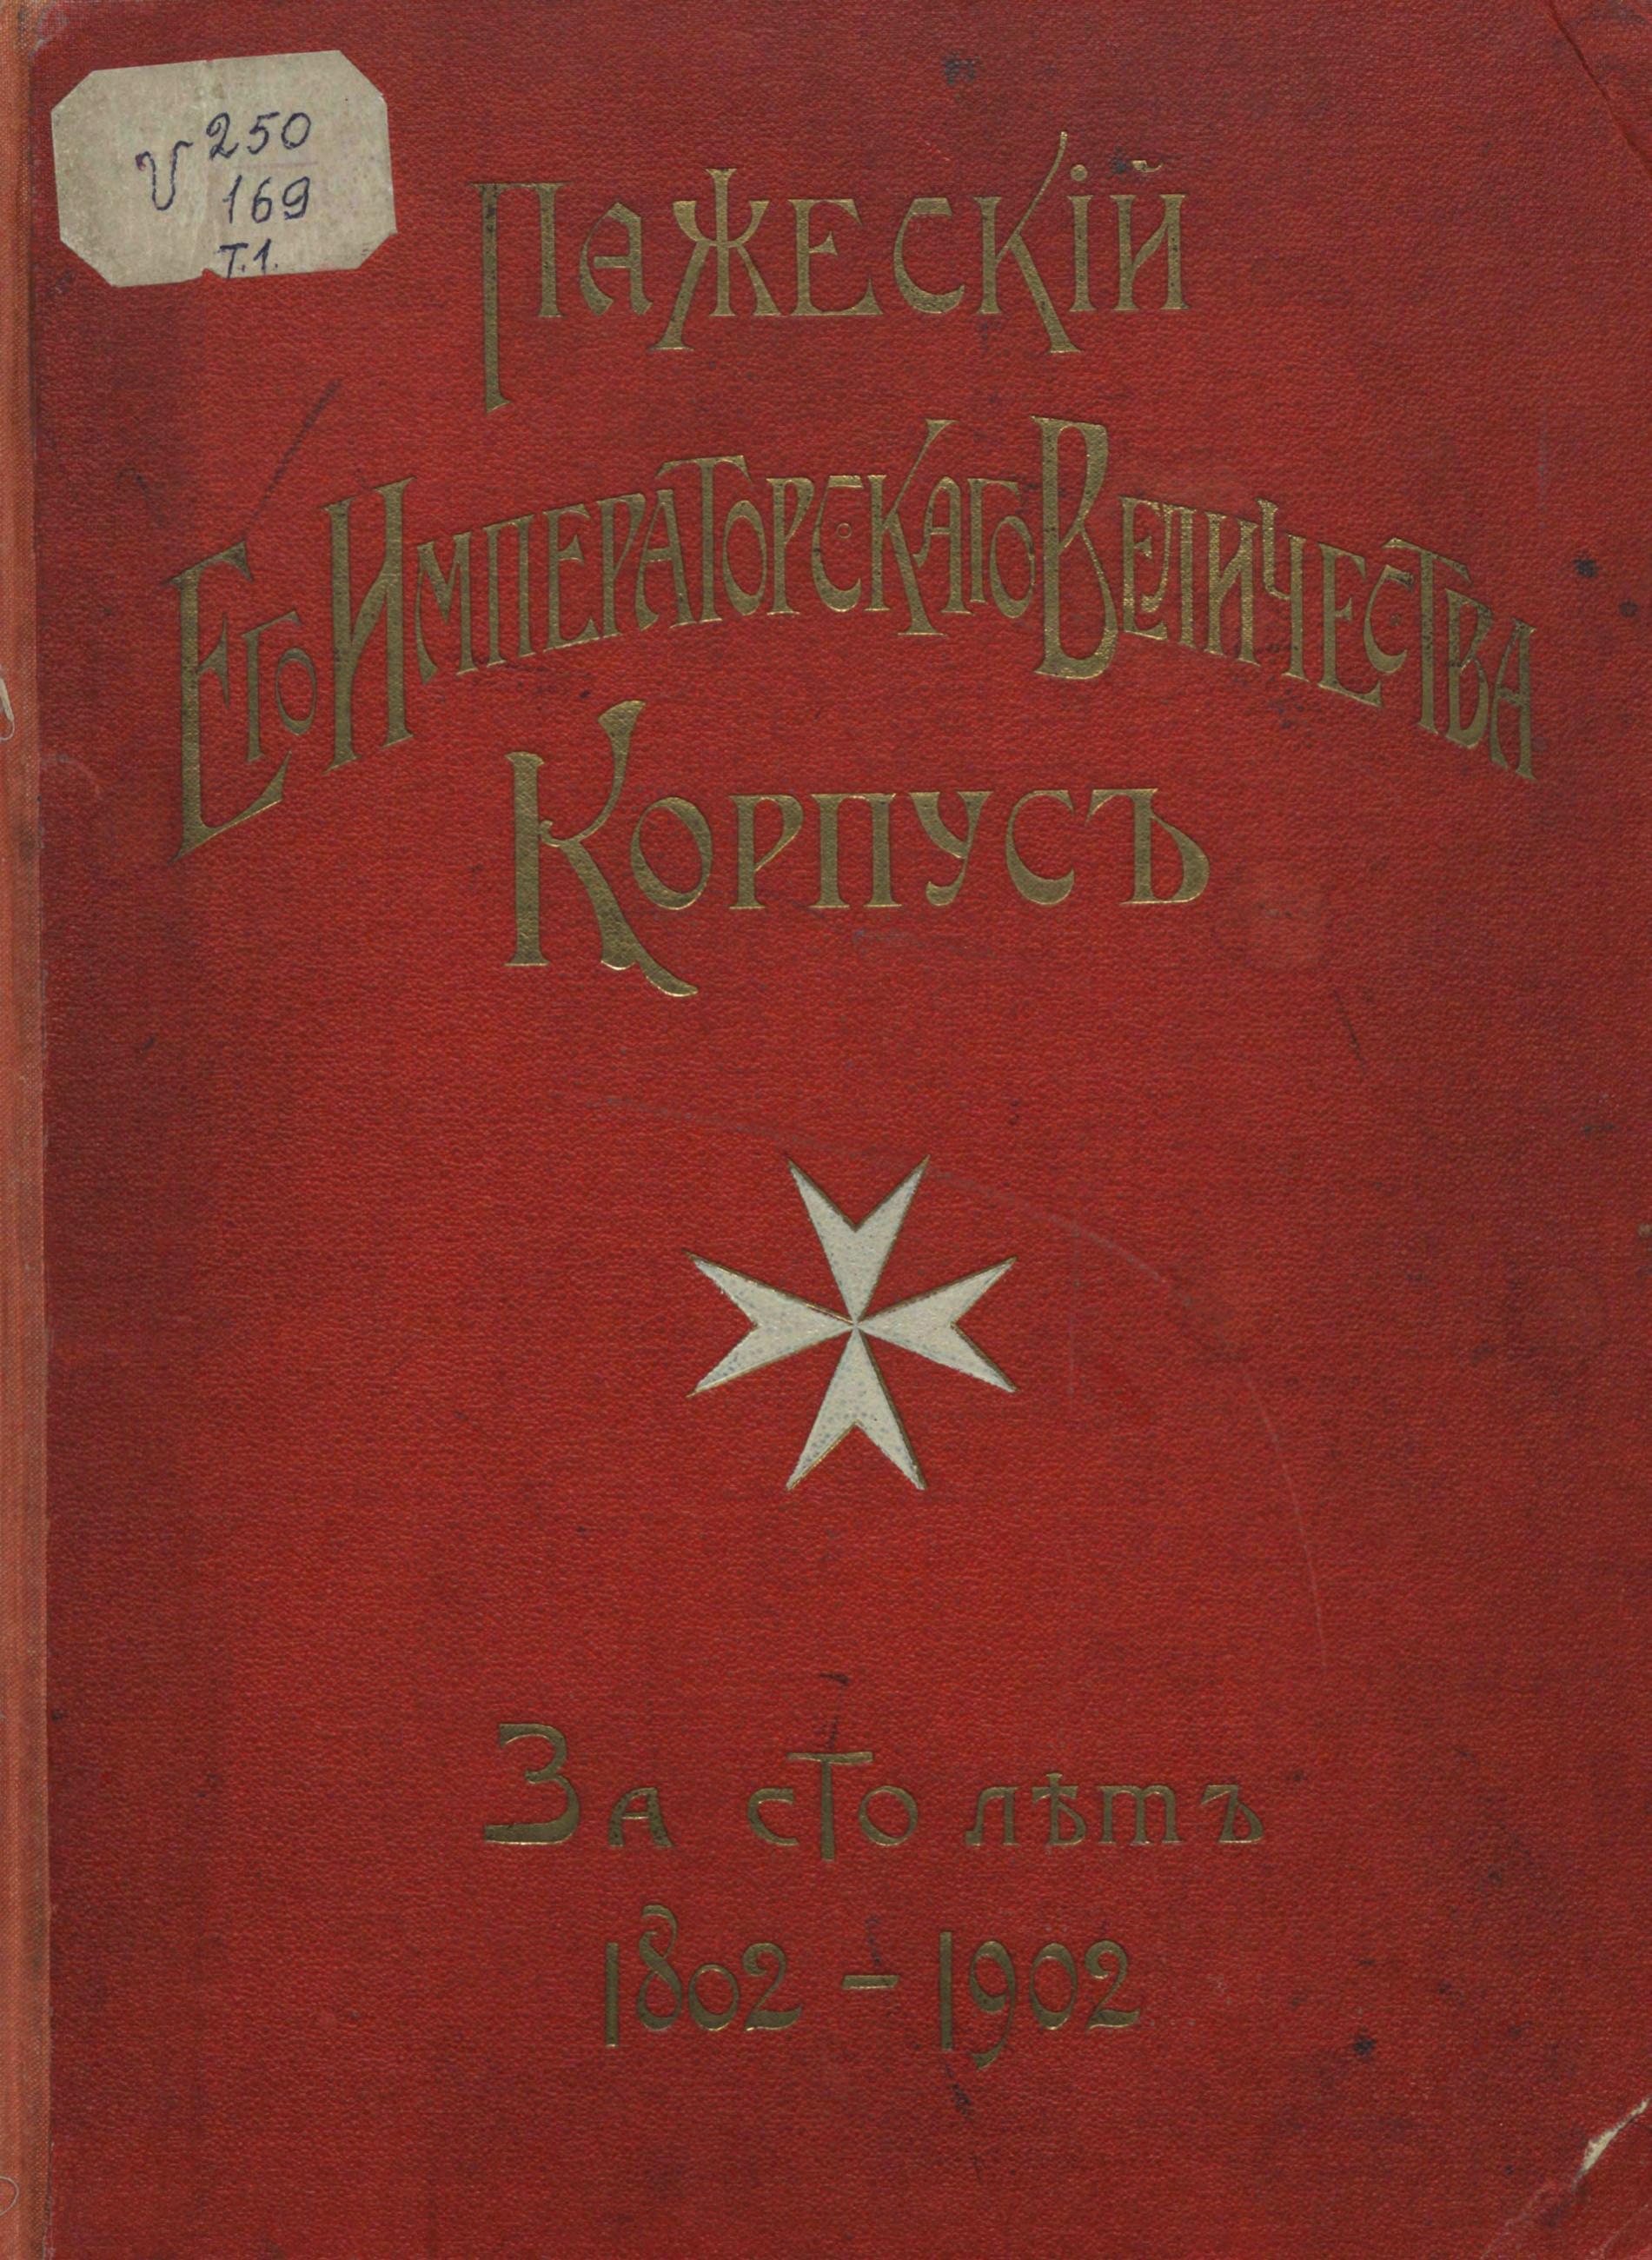 V 250
169
Т.1.
Пажескій
Его Императорскаго Величества
Корпусъ
За сто лѣтъ
1802 – 1902